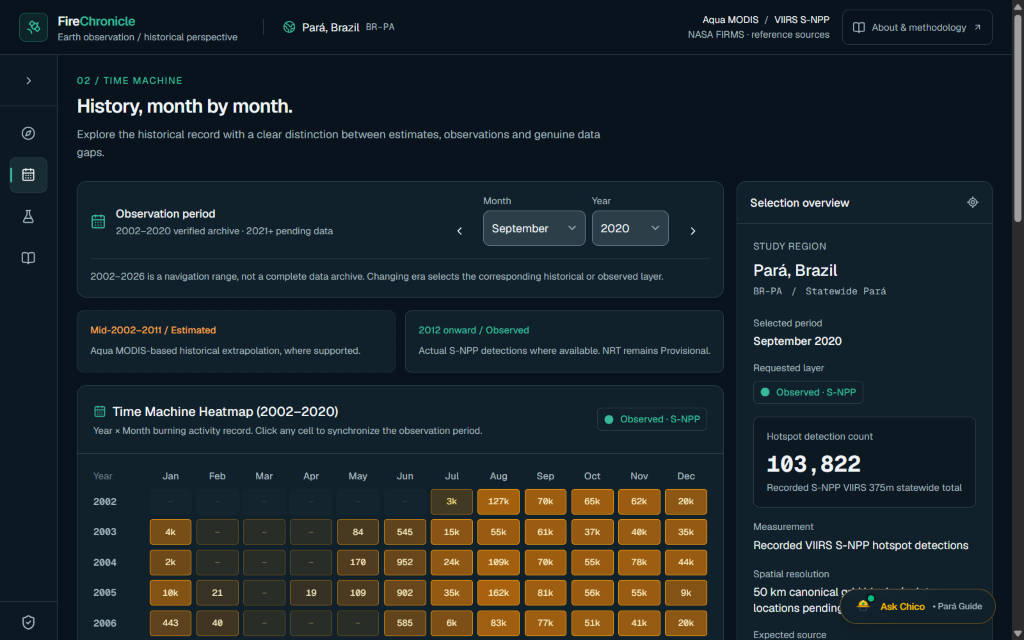 FireChronicle
Earth observation / historical perspective
Pará, Brazil BR-PA
Aqua MODIS / VIIRS S-NPP
NASA FIRMS · reference sources
About & methodology ↗
02 / TIME MACHINE
History, month by month.
Explore the historical record with a clear distinction between estimates, observations and genuine data
gaps.
Observation period
2002–2020 verified archive · 2021+ pending data
Month
September
Year
2020
2002–2026 is a navigation range, not a complete data archive. Changing era selects the corresponding historical or observed layer.
Mid-2002–2011 / Estimated
Aqua MODIS-based historical extrapolation, where supported.
2012 onward / Observed
Actual S-NPP detections where available. NRT remains Provisional.
Time Machine Heatmap (2002–2020)
Year × Month burning activity record. Click any cell to synchronize the observation period.
Observed · S-NPP
Year Jan Feb Mar Apr May Jun Jul Aug Sep Oct Nov Dec
2002 – – – – – – 3k 127k 70k 65k 62k 20k
2003 4k – – – 84 545 15k 55k 61k 37k 40k 35k
2004 2k – – – 170 952 24k 109k 70k 55k 78k 44k
2005 10k 21 – 19 109 902 35k 162k 81k 56k 55k 9k
2006 443 40 – – – 585 6k 83k 77k 51k 41k 20k
Selection overview
STUDY REGION
Pará, Brazil
BR-PA / Statewide Pará
Selected period
September 2020
Requested layer
Observed · S-NPP
Hotspot detection count
103,822
Recorded S-NPP VIIRS 375m statewide total
Measurement
Recorded VIIRS S-NPP hotspot detections
Spatial resolution
50 km canonical
locations pending
Expected source
Ask Chico • Pará Guide